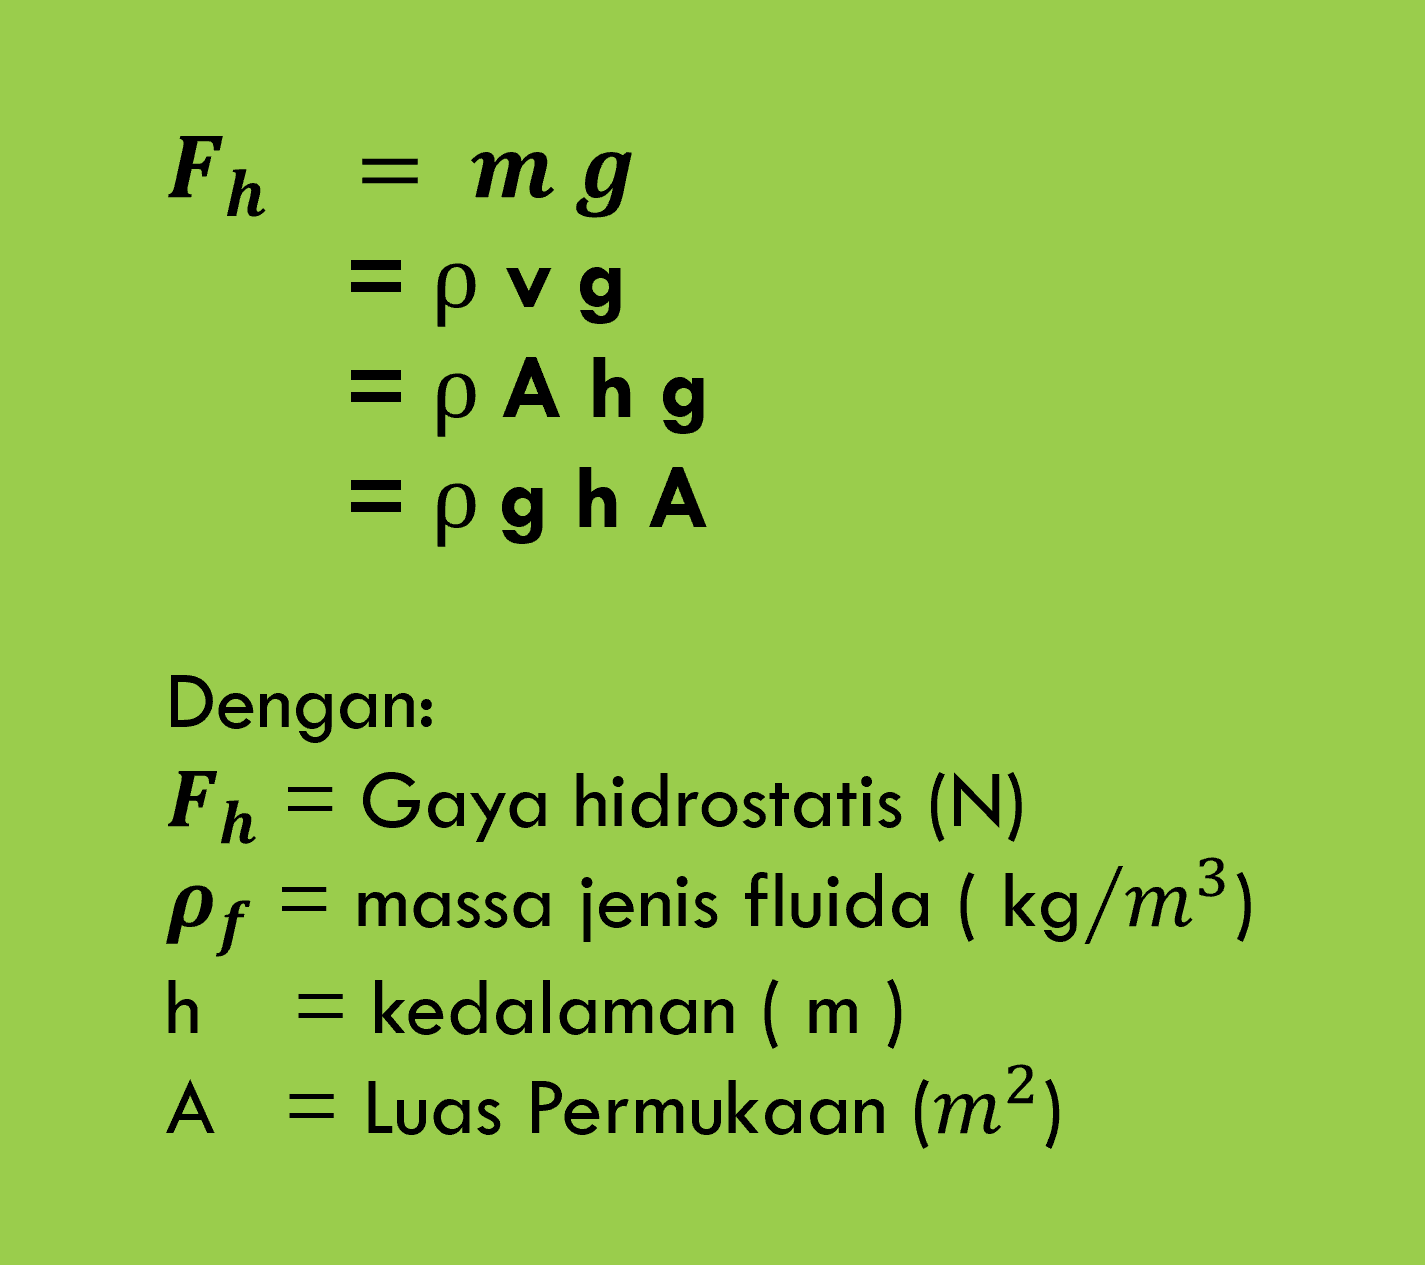 F_h = m g
= ρ v g
= ρ A h g
= ρ g h A
Dengan:
F_h = Gaya hidrostatis (N)
ρ_f = massa jenis fluida ( kg/m³)
h = kedalaman ( m )
A = Luas Permukaan (m²)